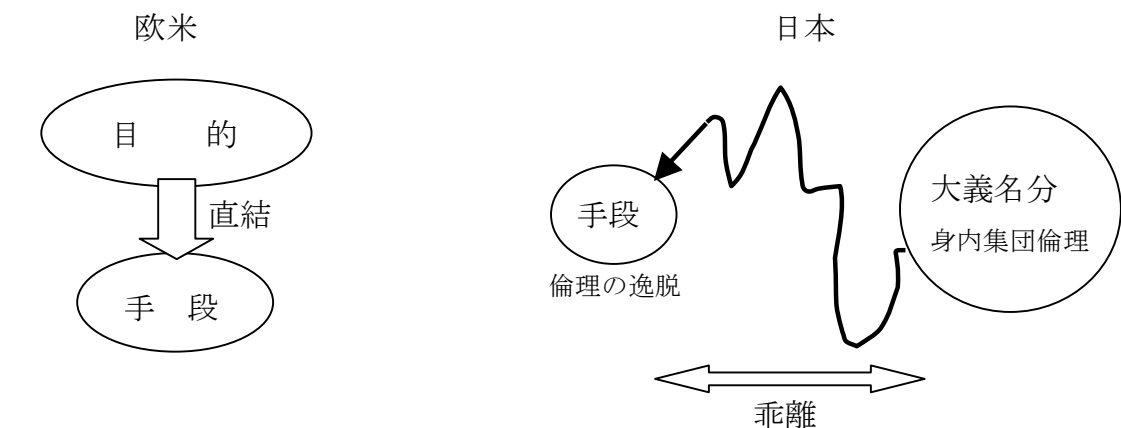 欧米
目 的
直結
手 段
日本
手段
倫理の逸脱
大義名分
身内集団倫理
乖離